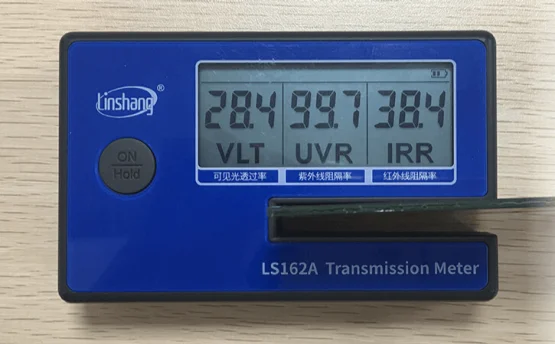 Linshang®
ON
Hold
28.4 99.7 38.4
VLT UVR IRR
可见光透过率 紫外线阻隔率 红外线阻隔率
LS162A Transmission Meter